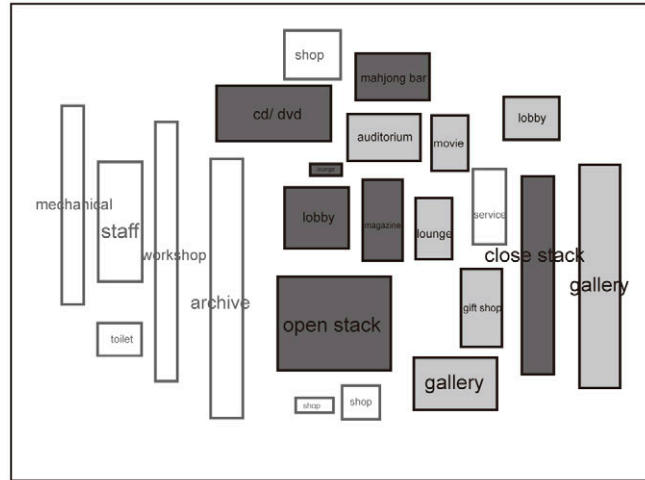 shop
mahjong bar
cd/ dvd
lobby
auditorium
movie
lounge
mechanical
staff
workshop
archive
lobby
magazine
lounge
service
close stack
gallery
gift shop
open stack
toilet
gallery
shop
shop